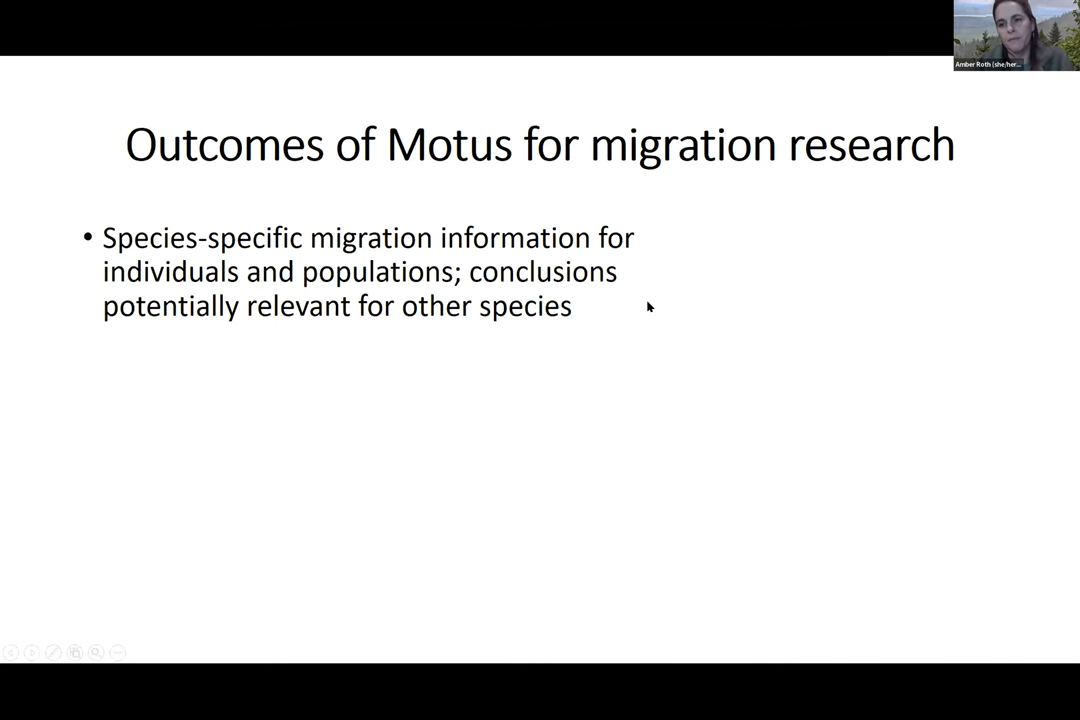 Amber Roth (she/her...
Outcomes of Motus for migration research
• Species-specific migration information for
individuals and populations; conclusions
potentially relevant for other species